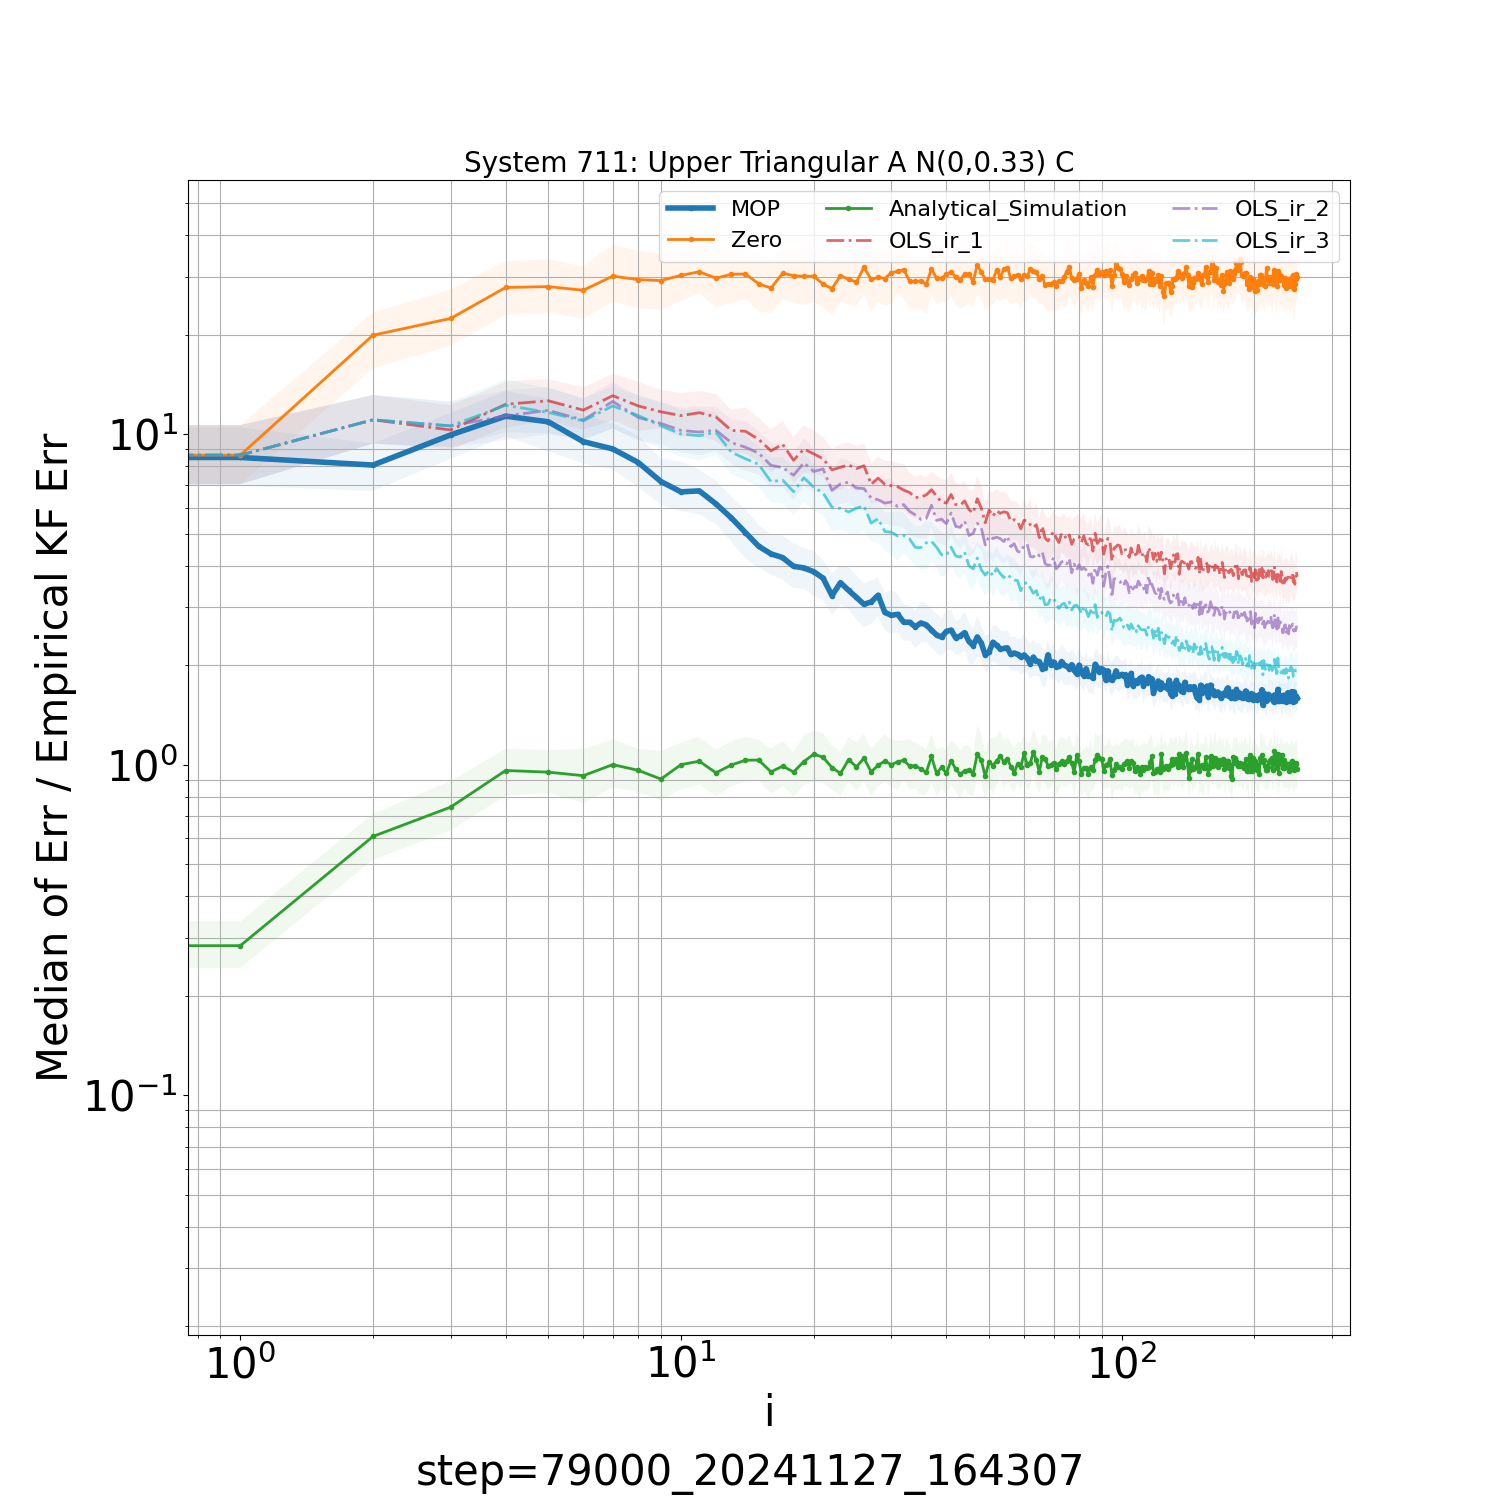 System 711: Upper Triangular A N(0,0.33) C
MOP
Zero
Analytical_Simulation
OLS_ir_1
OLS_ir_2
OLS_ir_3
Median of Err / Empirical KF Err
10¹
10⁰
10⁻¹
10⁰ 10¹ 10²
i
step=79000_20241127_164307